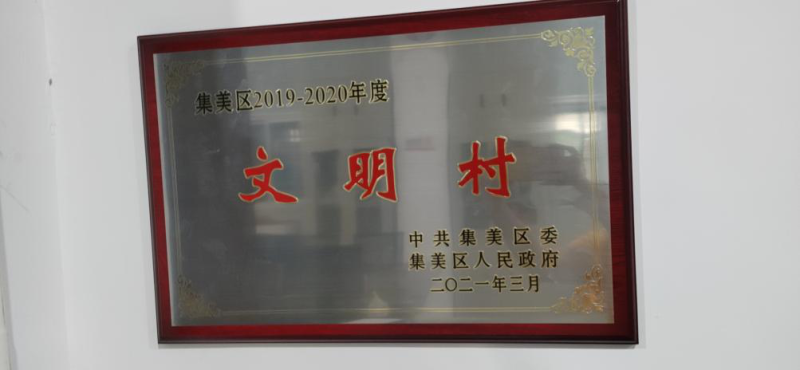 集美区2019-2020年度
文明村
中共集美区委
集美区人民政府
二〇二一年三月